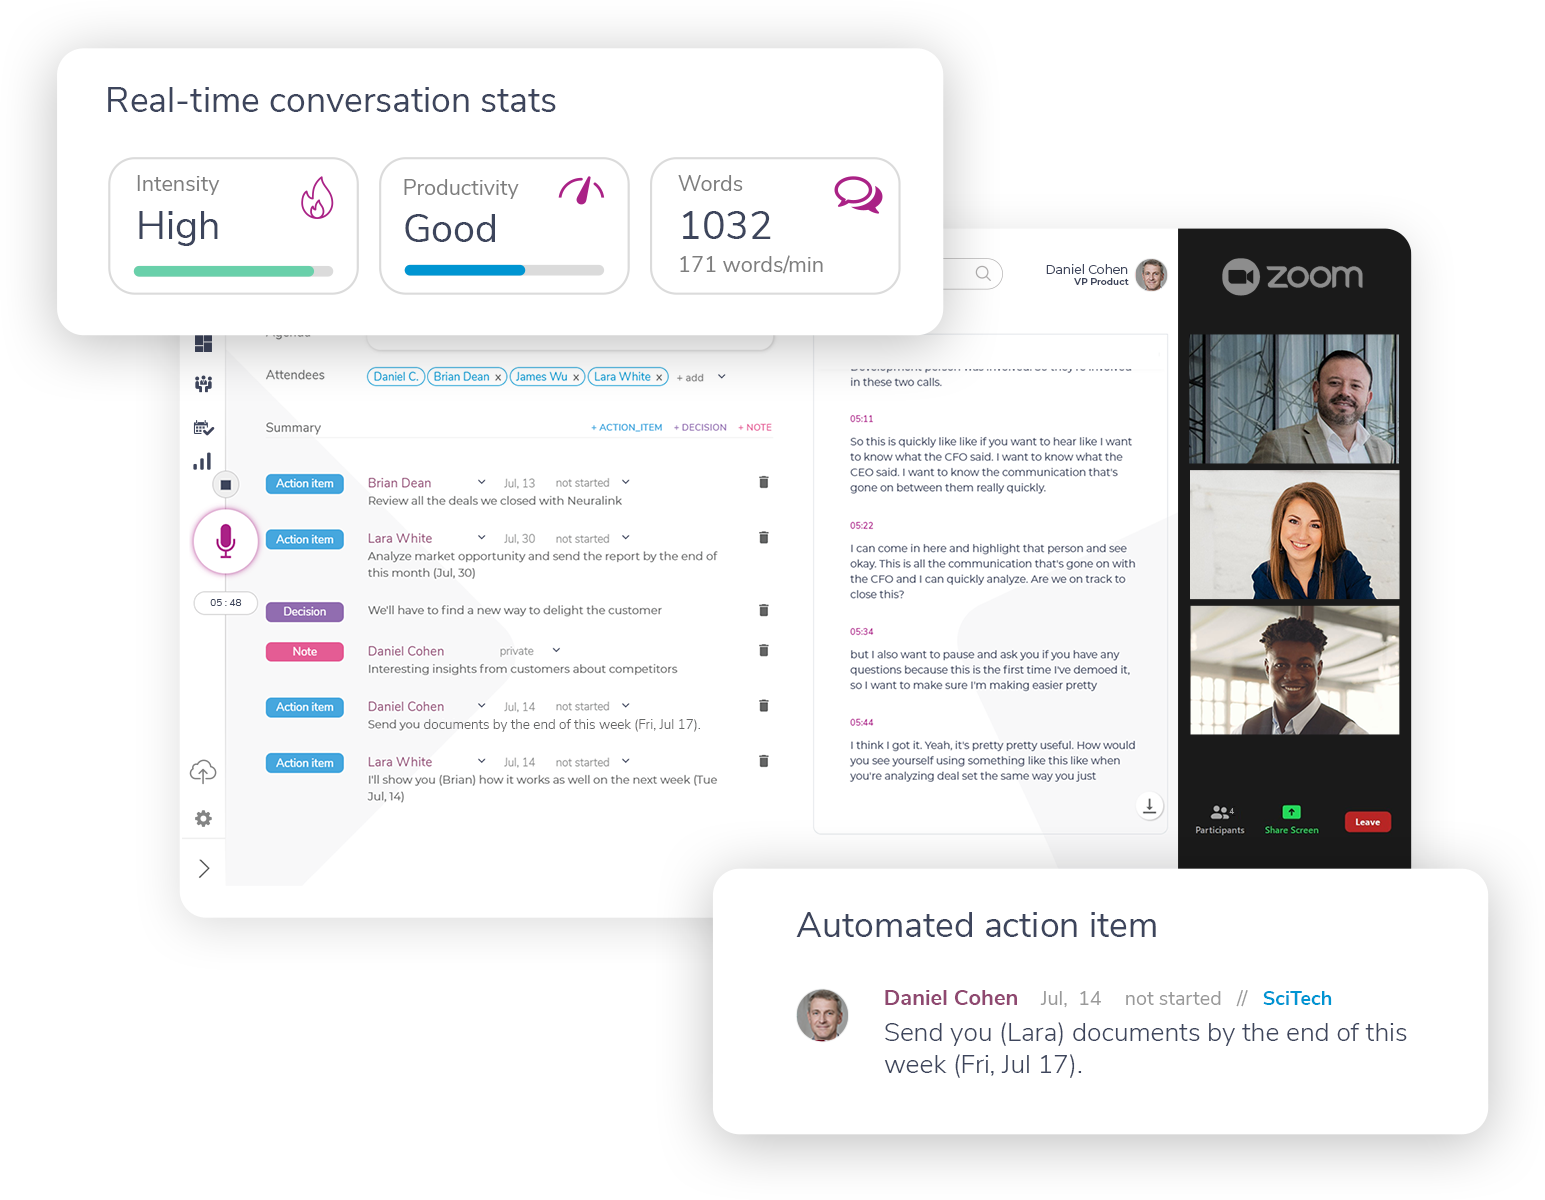 Real-time conversation stats
Intensity
High
Productivity
Good
Words
1032
171 words/min
Daniel Cohen
VP Product
zoom
Agenda
Attendees
Daniel C.
Brian Dean x
James Wu x
Lara White x
+ add
Summary
+ ACTION_ITEM
+ DECISION
+ NOTE
Action item
Brian Dean
Jul, 13
not started
Review all the deals we closed with Neuralink
Action item
Lara White
Jul, 30
not started
Analyze market opportunity and send the report by the end of
this month (Jul, 30)
05 : 48
Decision
We'll have to find a new way to delight the customer
Note
Daniel Cohen
private
Interesting insights from customers about competitors
Action item
Daniel Cohen
Jul, 14
not started
Send you documents by the end of this week (Fri, Jul 17).
Action item
Lara White
Jul, 14
not started
I'll show you (Brian) how it works as well on the next week (Tue
Jul, 14)
Development person was involved. So they're involved
in these two calls.
05:11
So this is quickly like like if you want to hear like I want
to know what the CFO said. I want to know what the
CEO said. I want to know the communication that's
gone on between them really quickly.
05:22
I can come in here and highlight that person and see
okay. This is all the communication that's gone on with
the CFO and I can quickly analyze. Are we on track to
close this?
05:34
but I also want to pause and ask you if you have any
questions because this is the first time I've demoed it,
so I want to make sure I'm making easier pretty
05:44
I think I got it. Yeah, it's pretty pretty useful. How would
you see yourself using something like this like when
you're analyzing deal set the same way you just
4
Participants
Share Screen
Leave
Automated action item
Daniel Cohen Jul, 14 not started // SciTech
Send you (Lara) documents by the end of this
week (Fri, Jul 17).